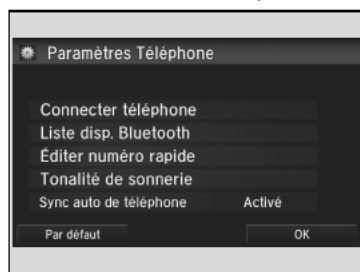 Paramètres Téléphone
Connecter téléphone
Liste disp. Bluetooth
Éditer numéro rapide
Tonalité de sonnerie
Sync auto de téléphone Activé
Par défaut OK